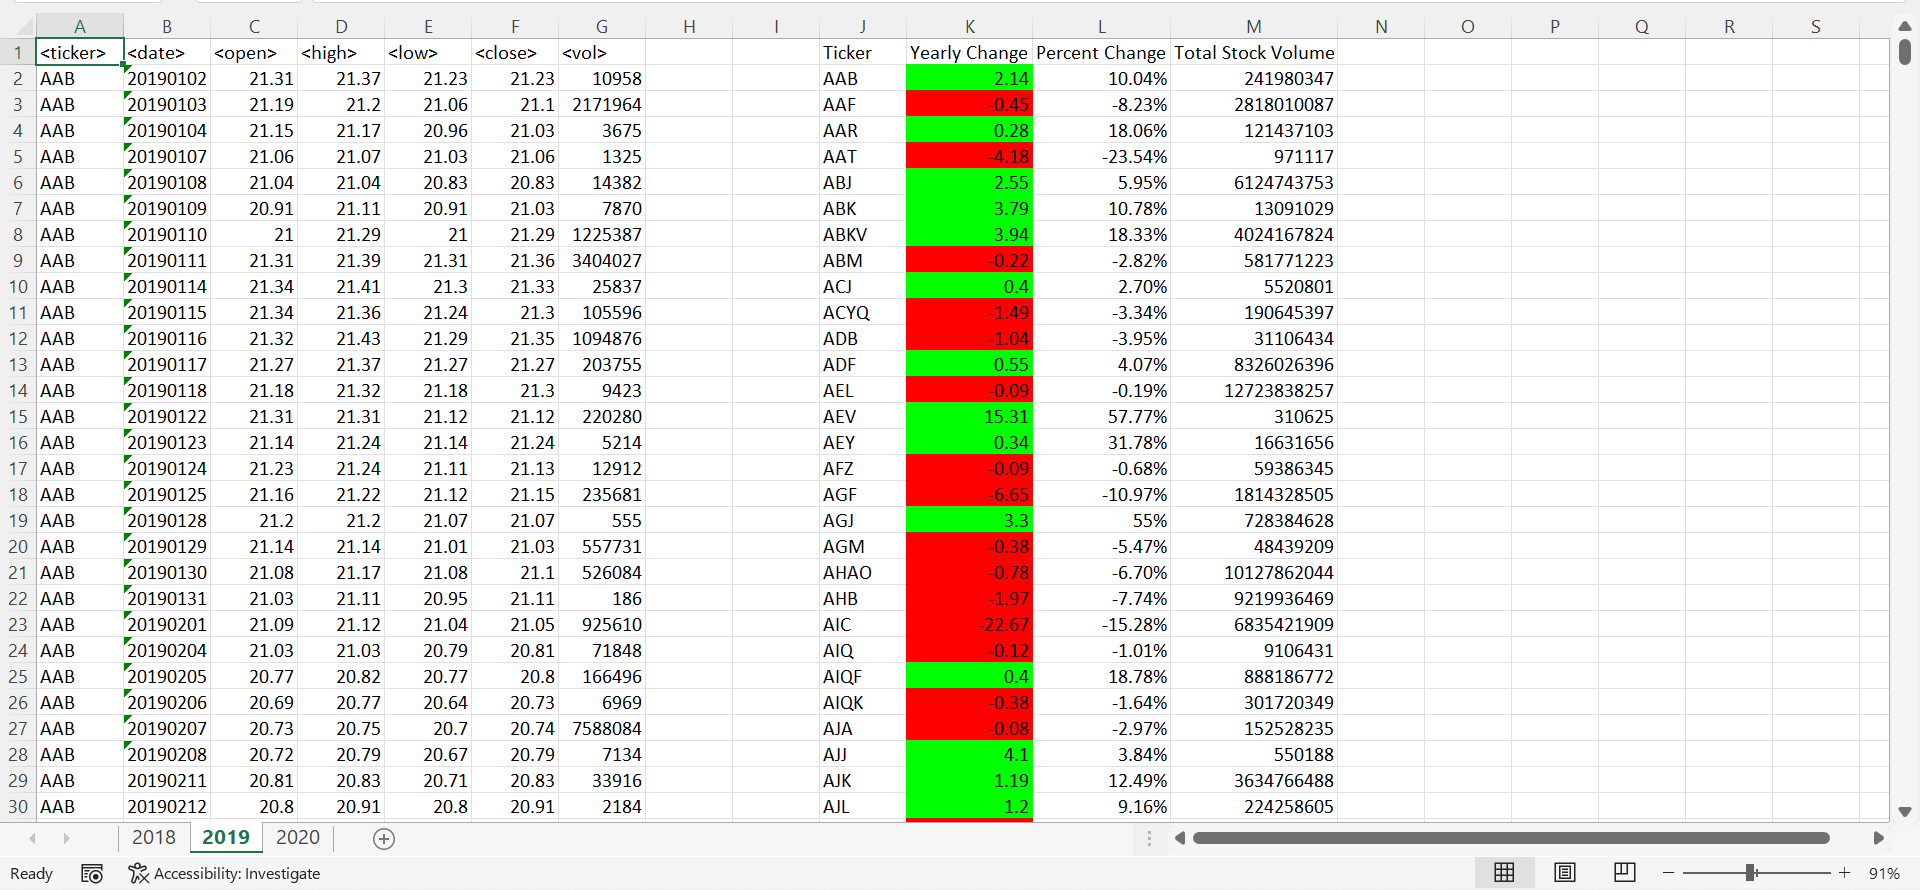 A B C D E F G H I J K L M N O P Q R S
1 <ticker> <date> <open> <high> <low> <close> <vol> Ticker Yearly Change Percent Change Total Stock Volume
2 AAB 20190102 21.31 21.37 21.23 21.23 10958 AAB 2.14 10.04% 241980347
3 AAB 20190103 21.19 21.2 21.06 21.1 2171964 AAF -0.45 -8.23% 2818010087
4 AAB 20190104 21.15 21.17 20.96 21.03 3675 AAR 0.28 18.06% 121437103
5 AAB 20190107 21.06 21.07 21.03 21.06 1325 AAT -4.18 -23.54% 971117
6 AAB 20190108 21.04 21.04 20.83 20.83 14382 ABJ 2.55 5.95% 6124743753
7 AAB 20190109 20.91 21.11 20.91 21.03 7870 ABK 3.79 10.78% 13091029
8 AAB 20190110 21 21.29 21 21.29 1225387 ABKV 3.94 18.33% 4024167824
9 AAB 20190111 21.31 21.39 21.31 21.36 3404027 ABM -0.22 -2.82% 581771223
10 AAB 20190114 21.34 21.41 21.3 21.33 25837 ACJ 0.4 2.70% 5520801
11 AAB 20190115 21.34 21.36 21.24 21.3 105596 ACYQ -1.49 -3.34% 190645397
12 AAB 20190116 21.32 21.43 21.29 21.35 1094876 ADB -1.04 -3.95% 31106434
13 AAB 20190117 21.27 21.37 21.27 21.27 203755 ADF 0.55 4.07% 8326026396
14 AAB 20190118 21.18 21.32 21.18 21.3 9423 AEL -0.09 -0.19% 12723838257
15 AAB 20190122 21.31 21.31 21.12 21.12 220280 AEV 15.31 57.77% 310625
16 AAB 20190123 21.14 21.24 21.14 21.24 5214 AEY 0.34 31.78% 16631656
17 AAB 20190124 21.23 21.24 21.11 21.13 12912 AFZ -0.09 -0.68% 59386345
18 AAB 20190125 21.16 21.22 21.12 21.15 235681 AGF -6.65 -10.97% 1814328505
19 AAB 20190128 21.2 21.2 21.07 21.07 555 AGJ 3.3 55% 728384628
20 AAB 20190129 21.14 21.14 21.01 21.03 557731 AGM -0.38 -5.47% 48439209
21 AAB 20190130 21.08 21.17 21.08 21.1 526084 AHAO -0.78 -6.70% 10127862044
22 AAB 20190131 21.03 21.11 20.95 21.11 186 AHB -1.97 -7.74% 9219936469
23 AAB 20190201 21.09 21.12 21.04 21.05 925610 AIC -22.67 -15.28% 6835421909
24 AAB 20190204 21.03 21.03 20.79 20.81 71848 AIQ -0.12 -1.01% 9106431
25 AAB 20190205 20.77 20.82 20.77 20.8 166496 AIQF 0.4 18.78% 888186772
26 AAB 20190206 20.69 20.77 20.64 20.73 6969 AIQK -0.38 -1.64% 301720349
27 AAB 20190207 20.73 20.75 20.7 20.74 7588084 AJA -0.08 -2.97% 152528235
28 AAB 20190208 20.72 20.79 20.67 20.79 7134 AJJ 4.1 3.84% 550188
29 AAB 20190211 20.81 20.83 20.71 20.83 33916 AJK 1.19 12.49% 3634766488
30 AAB 20190212 20.8 20.91 20.8 20.91 2184 AJL 1.2 9.16% 224258605
2018 2019 2020
Ready Accessibility: Investigate 91%